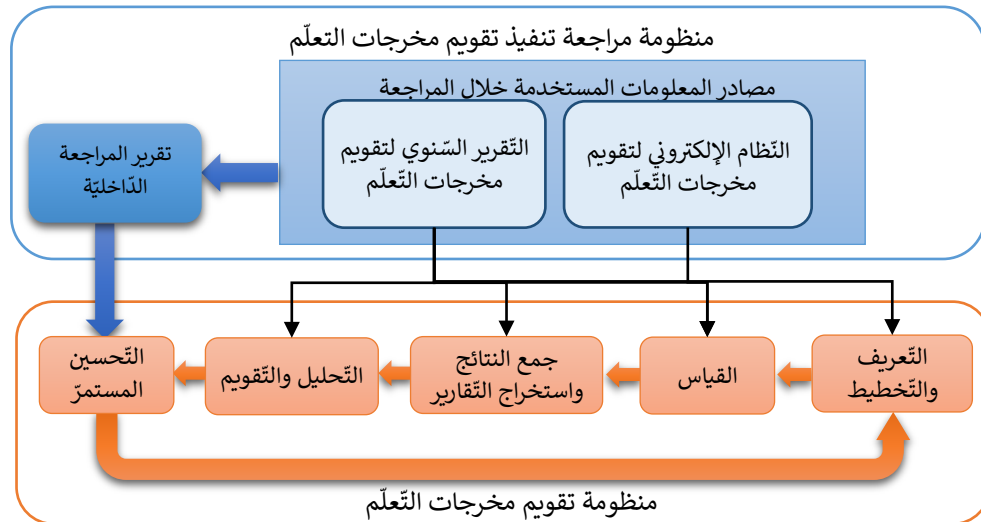 منظومة مراجعة تنفيذ تقويم مخرجات التعلّم
مصادر المعلومات المستخدمة خلال المراجعة
النّظام الإلكتروني لتقويم
مخرجات التّعلّم
التّقرير السّنوي لتقويم
مخرجات التّعلّم
تقرير المراجعة
الدّاخليّة
التّعريف
والتّخطيط
القياس
جمع النتائج
واستخراج التّقارير
التّحليل والتّقويم
التّحسين
المستمرّ
منظومة تقويم مخرجات التّعلّم